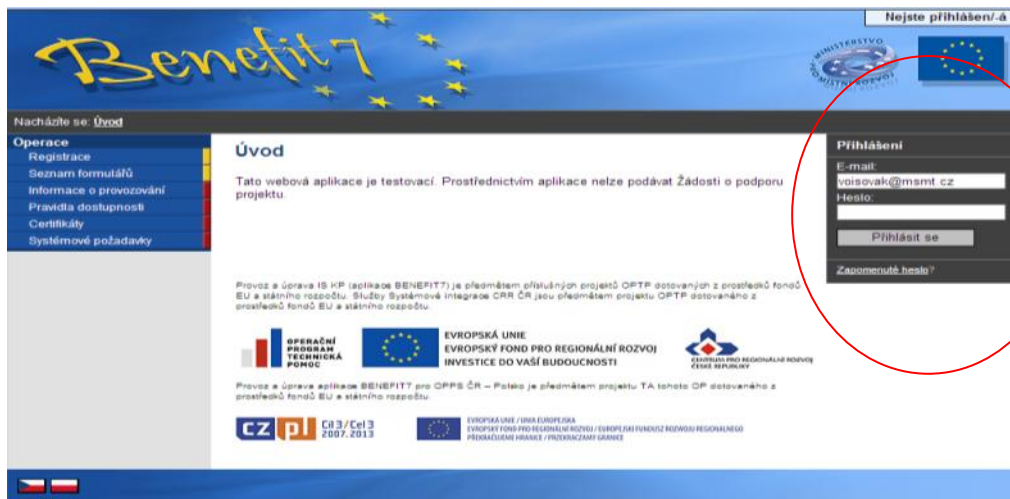 Benefit7
Nejste přihlášen/-á
MINISTERSTVO
PRO MÍSTNÍ ROZVOJ
Nacházíte se: Úvod
Operace
Registrace
Seznam formulářů
Informace o provozování
Pravidla dostupnosti
Certifikáty
Systémové požadavky
Úvod
Tato webová aplikace je testovací. Prostřednictvím aplikace nelze podávat Žádosti o podporu
projektu.
Přihlášení
E-mail:
voisovak@msmt.cz
Heslo:
Přihlásit se
Zapomenuté heslo?
Provoz a úprava IS KP (aplikace BENEFIT7) je předmětem příslušných projektů OPTP dotovaných z prostředků fondů
EU a státního rozpočtu. Služby Systémové Integrace CRR ČR jsou předmětem projektu OPTP dotovaného z
prostředků fondů EU a státního rozpočtu.
OPERAČNÍ
PROGRAM
TECHNICKÁ
POMOC
EVROPSKÁ UNIE
EVROPSKÝ FOND PRO REGIONÁLNÍ ROZVOJ
INVESTICE DO VAŠÍ BUDOUCNOSTI
CENTRUM PRO REGIONÁLNÍ ROZVOJ
ČESKÉ REPUBLIKY
Provoz a úprava aplikace BENEFIT7 pro OPPS ČR – Polsko je předmětem projektu TA tohoto OP dotovaného z
prostředků fondů EU a státního rozpočtu.
CZ pl Cíl 3/Cel 3
2007.2013
EVROPSKÁ UNIE / UNIA EUROPEJSKA
EVROPSKÝ FOND PRO REGIONÁLNÍ ROZVOJ / EUROPEJSKI FUNDUSZ ROZWOJU REGIONALNEGO
PŘEKRAČUJEME HRANICE / PRZEKRACZAMY GRANICE